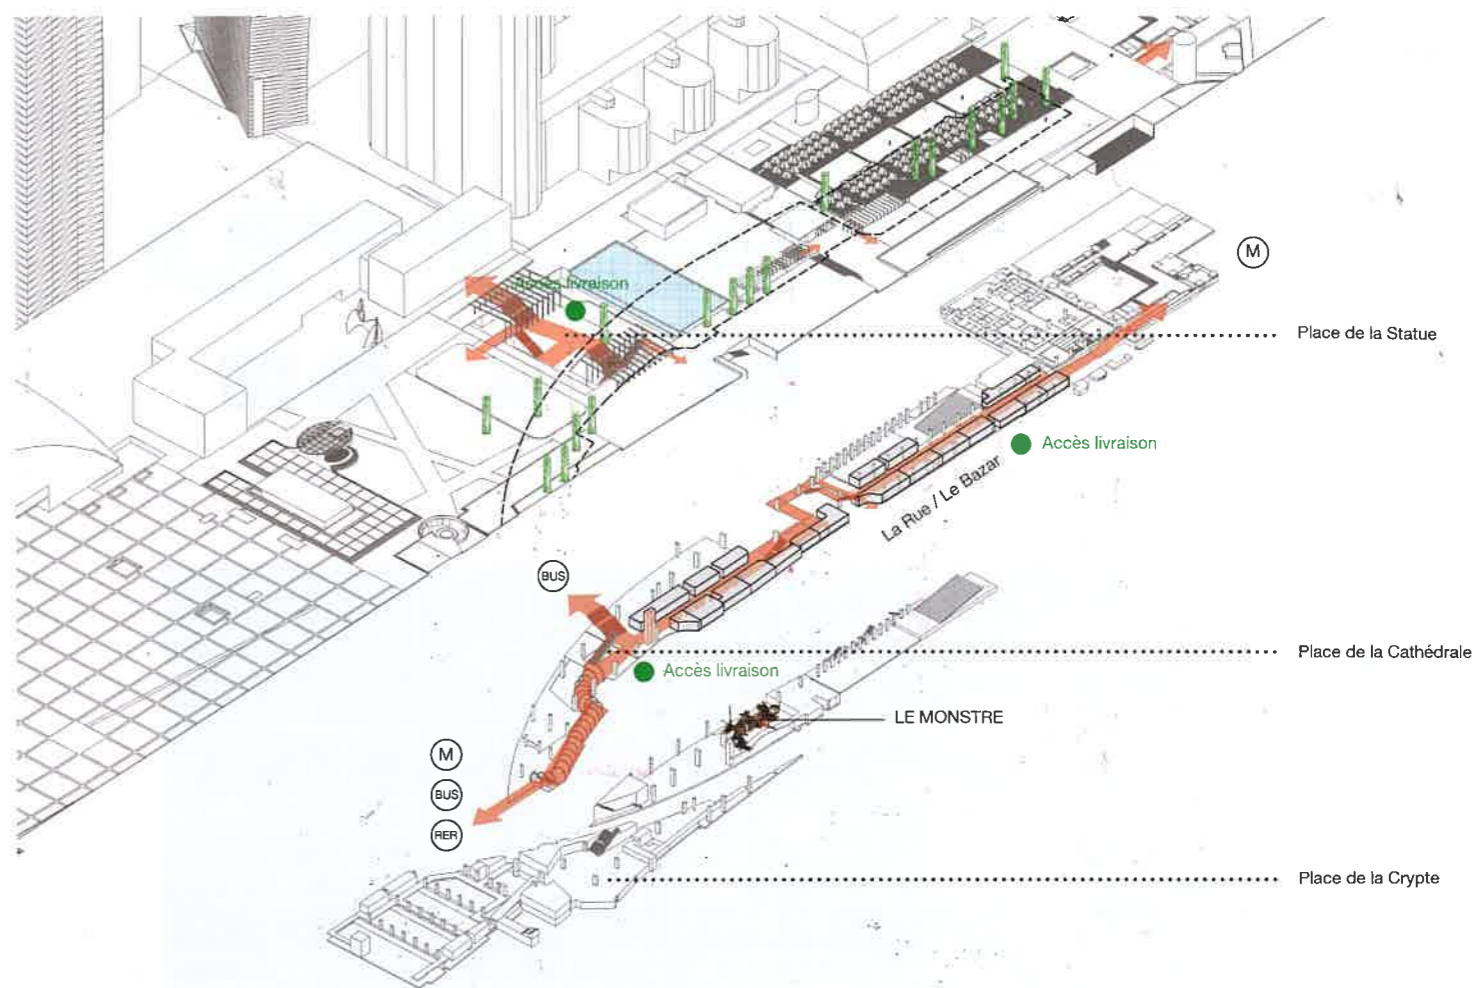 M
Accès livraison
Place de la Statue
Accès livraison
La Rue / Le Bazar
BUS
Place de la Cathédrale
Accès livraison
LE MONSTRE
M
BUS
RER
Place de la Crypte